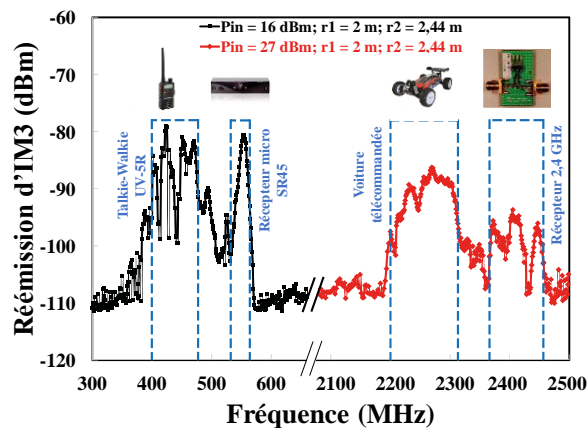 Pin = 16 dBm; r1 = 2 m; r2 = 2,44 m
Pin = 27 dBm; r1 = 2 m; r2 = 2,44 m
Réémission d'IM3 (dBm)
-60
-70
-80
-90
-100
-110
-120
Talkie-Walkie
UV-5R
Récepteur micro
SR45
Voiture
télécommandée
Récepteur 2,4 GHz
300 400 500 600 2100 2200 2300 2400 2500
Fréquence (MHz)